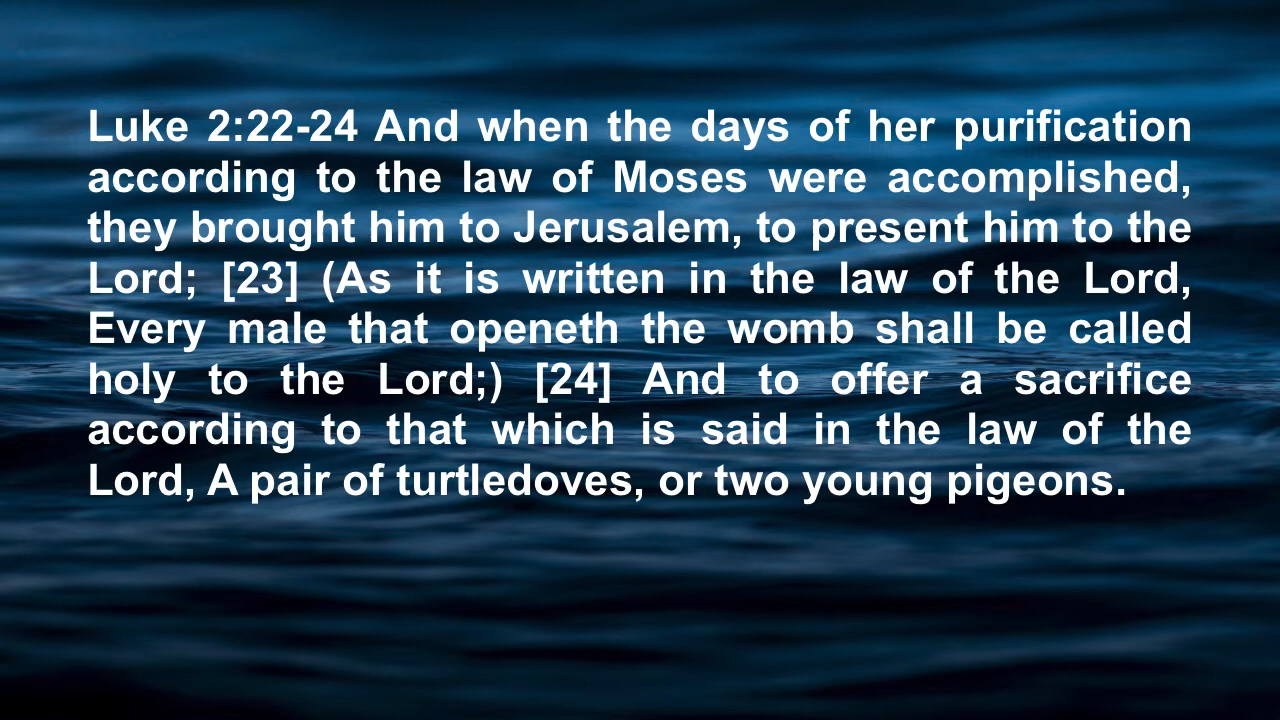 Luke 2:22-24 And when the days of her purification
according to the law of Moses were accomplished,
they brought him to Jerusalem, to present him to the
Lord; [23] (As it is written in the law of the Lord,
Every male that openeth the womb shall be called
holy to the Lord;) [24] And to offer a sacrifice
according to that which is said in the law of the
Lord, A pair of turtledoves, or two young pigeons.